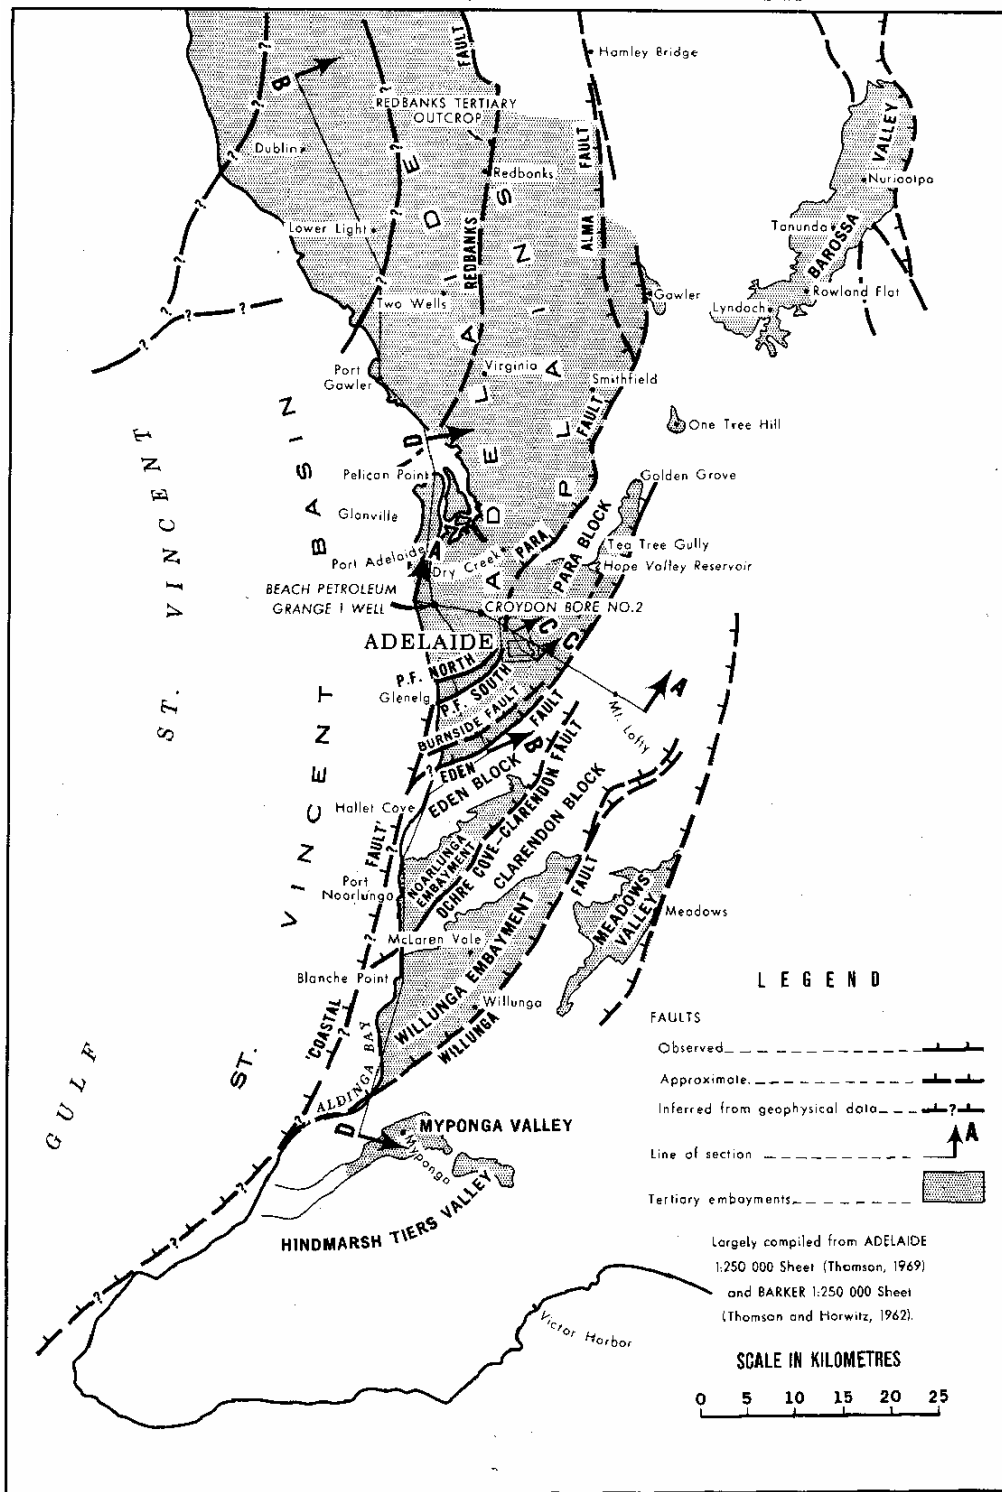 FAULT
Hamley Bridge
B
REDBANKS TERTIARY
OUTCROP
Dublin
FAULT
VALLEY
Redbanks
Nuriootpa
Lower Light
Tanunda
BAROSSA
ALMA
REDBANKS
Two Wells
Gawler
Rowland Flat
Lyndoch
ADELAIDE
PLAINS
Virginia
Port
Gawler
Smithfield
FAULT
One Tree Hill
D
Pelican Point
Golden Grove
Glanville
PARA
PARA BLOCK
Port Adelaide
A
Dry Creek
Tea Tree Gully
Hope Valley Reservoir
BEACH PETROLEUM
GRANGE 1 WELL
CROYDON BORE NO.2
C
C
ADELAIDE
P.F. NORTH
P.F. SOUTH
Glenelg
A
Mt. Lofty
BURNSIDE FAULT
EDEN
FAULT
B
EDEN BLOCK
Hallet Cove
OCHRE COVE-CLARENDON FAULT
CLARENDON BLOCK
NOARLUNGA
EMBAYMENT
Port
Noarlunga
FAULT
MEADOWS
VALLEY
Meadows
McLaren Vale
Blanche Point
WILLUNGA EMBAYMENT
Willunga
WILLUNGA
'COASTAL
FAULT'
ALDINGA BAY
GULF
ST. VINCENT
ST. VINCENT BASIN
D
MYPONGA VALLEY
Myponga
HINDMARSH TIERS VALLEY
Victor Harbor
LEGEND
FAULTS
Observed
Approximate
? ? ? ? ? ? ? ? ? ? ? ? ? ? ? ? ? ? ?
Inferred from geophysical data ?
Line of section A
Tertiary embayments
Largely compiled from ADELAIDE
1:250 000 Sheet (Thomson, 1969)
and BARKER 1:250 000 Sheet
(Thomson and Horwitz, 1962).
SCALE IN KILOMETRES
0 5 10 15 20 25